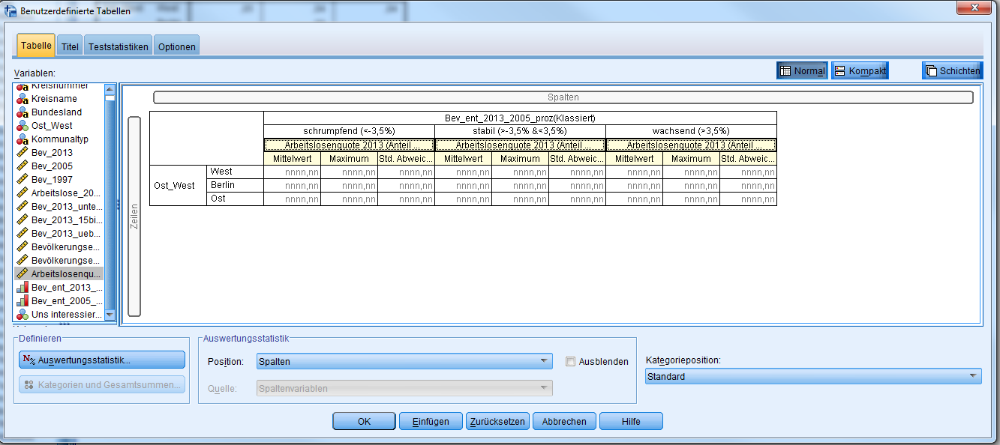 Benutzerdefinierte Tabellen
Tabelle Titel Teststatistiken Optionen
Variablen:
Normal Kompakt Schichten
Kreisnummer
Kreisname
Bundesland
Ost_West
Kommunaltyp
Bev_2013
Bev_2005
Bev_1997
Arbeitslose_20...
Bev_2013_unte...
Bev_2013_15bi...
Bev_2013_ueb...
Bevölkerungse...
Bevölkerungse...
Arbeitslosenqu...
Bev_ent_2013_...
Bev_ent_2005_...
Uns interessier...
Spalten
Zeilen
Bev_ent_2013_2005_proz(Klassiert)
schrumpfend (<-3,5%) stabil (>-3,5% &<3,5%) wachsend (>3,5%)
Arbeitslosenquote 2013 (Anteil ... Arbeitslosenquote 2013 (Anteil ... Arbeitslosenquote 2013 (Anteil ...
Mittelwert Maximum Std. Abweic... Mittelwert Maximum Std. Abweic... Mittelwert Maximum Std. Abweic...
Ost_West
West nnnn,nn nnnn,nn nnnn,nn nnnn,nn nnnn,nn nnnn,nn nnnn,nn nnnn,nn nnnn,nn
Berlin nnnn,nn nnnn,nn nnnn,nn nnnn,nn nnnn,nn nnnn,nn nnnn,nn nnnn,nn nnnn,nn
Ost nnnn,nn nnnn,nn nnnn,nn nnnn,nn nnnn,nn nnnn,nn nnnn,nn nnnn,nn nnnn,nn
Definieren
N% Auswertungsstatistik...
Kategorien und Gesamtsummen...
Auswertungsstatistik
Position: Spalten Ausblenden
Quelle: Spaltenvariablen
Kategorieposition:
Standard
OK Einfügen Zurücksetzen Abbrechen Hilfe